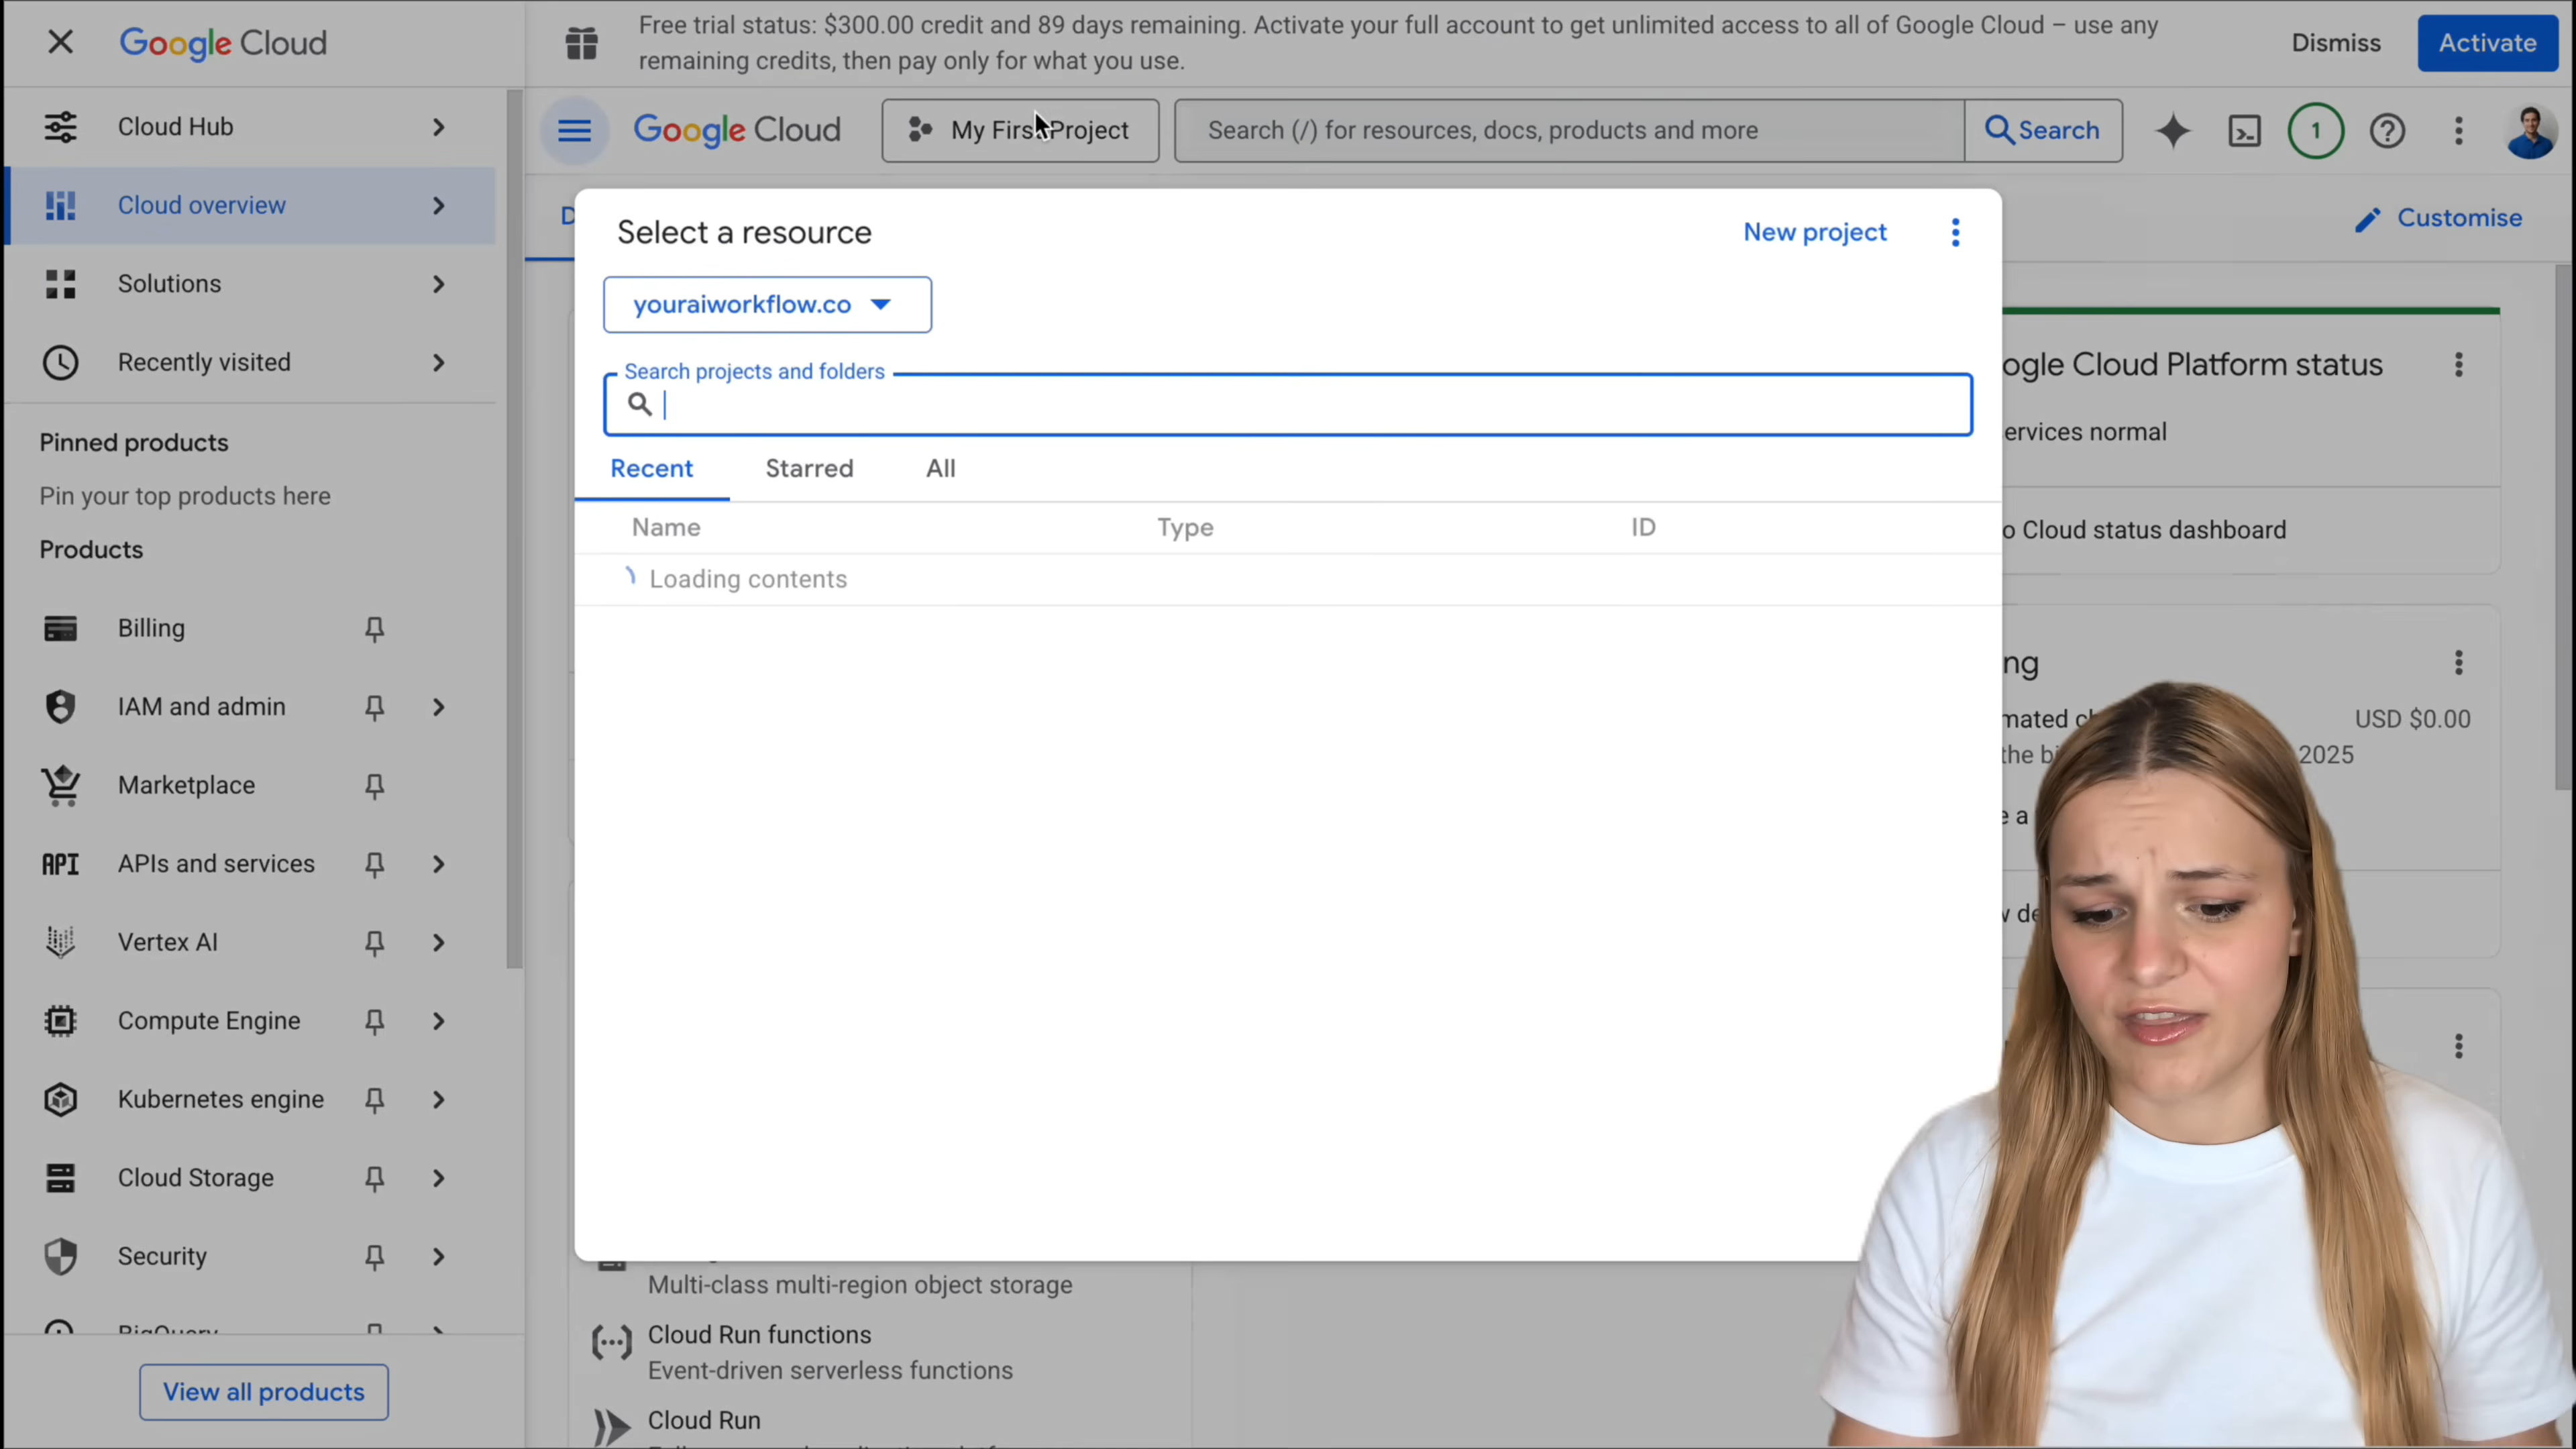 Google Cloud
Free trial status: $300.00 credit and 89 days remaining. Activate your full account to get unlimited access to all of Google Cloud – use any
remaining credits, then pay only for what you use.
Dismiss
Activate
Cloud Hub
Cloud overview
Solutions
Recently visited
Pinned products
Pin your top products here
Products
Billing
IAM and admin
Marketplace
API
APIs and services
Vertex AI
Compute Engine
Kubernetes engine
Cloud Storage
Security
BigQuery
View all products
Google Cloud
My First Project
Search (/) for resources, docs, products and more
Search
1
Customise
Select a resource
New project
youraiworkflow.co
Search projects and folders
Recent
Starred
All
Name
Type
ID
Loading contents
ogle Cloud Platform status
ervices normal
o Cloud status dashboard
ng
mated c
USD $0.00
the bi
2025
e a
Multi-class multi-region object storage
Cloud Run functions
Event-driven serverless functions
Cloud Run